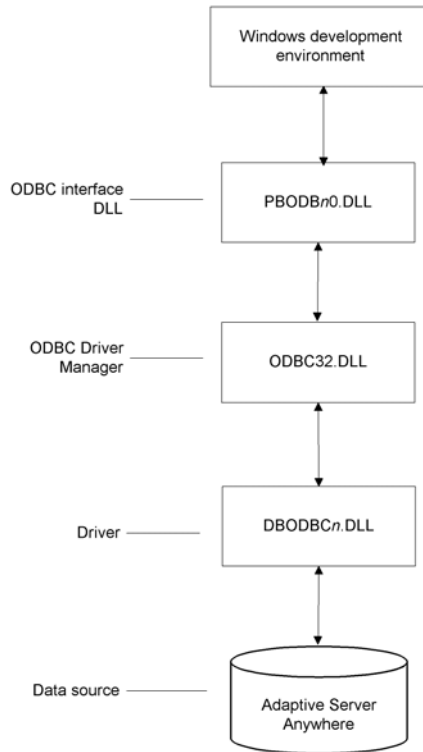 Windows development
environment
ODBC interface
DLL
PBODBn0.DLL
ODBC Driver
Manager
ODBC32.DLL
Driver
DBODBCn.DLL
Data source
Adaptive Server
Anywhere